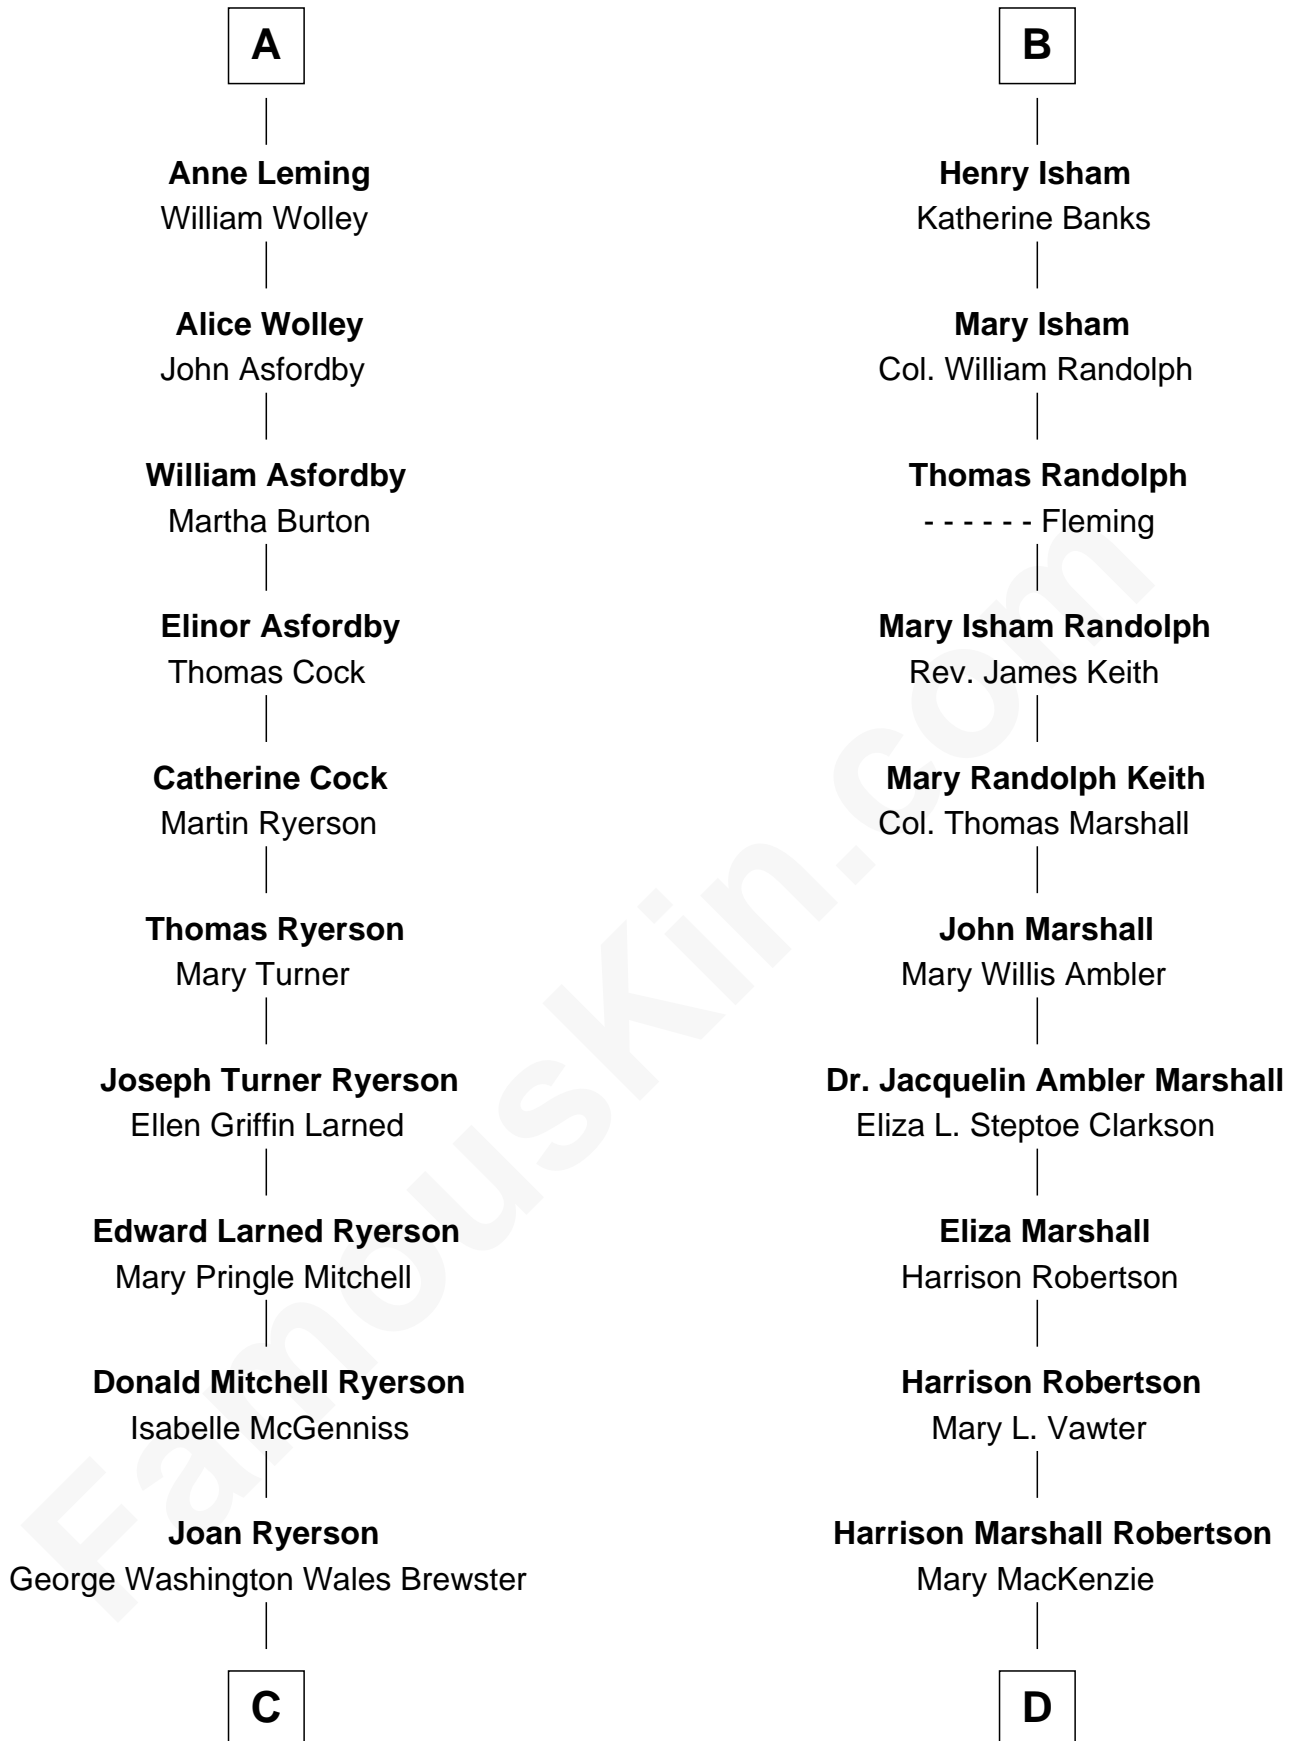 A
Anne Leming
William Wolley
Alice Wolley
John Asfordby
William Asfordby
Martha Burton
Elinor Asfordby
Thomas Cock
Catherine Cock
Martin Ryerson
Thomas Ryerson
Mary Turner
Joseph Turner Ryerson
Ellen Griffin Larned
Edward Larned Ryerson
Mary Pringle Mitchell
Donald Mitchell Ryerson
Isabelle McGenniss
Joan Ryerson
George Washington Wales Brewster
C
B
Henry Isham
Katherine Banks
Mary Isham
Col. William Randolph
Thomas Randolph
- - - - - - Fleming
Mary Isham Randolph
Rev. James Keith
Mary Randolph Keith
Col. Thomas Marshall
John Marshall
Mary Willis Ambler
Dr. Jacquelin Ambler Marshall
Eliza L. Steptoe Clarkson
Eliza Marshall
Harrison Robertson
Harrison Robertson
Mary L. Vawter
Harrison Marshall Robertson
Mary MacKenzie
D
FamousKin.com